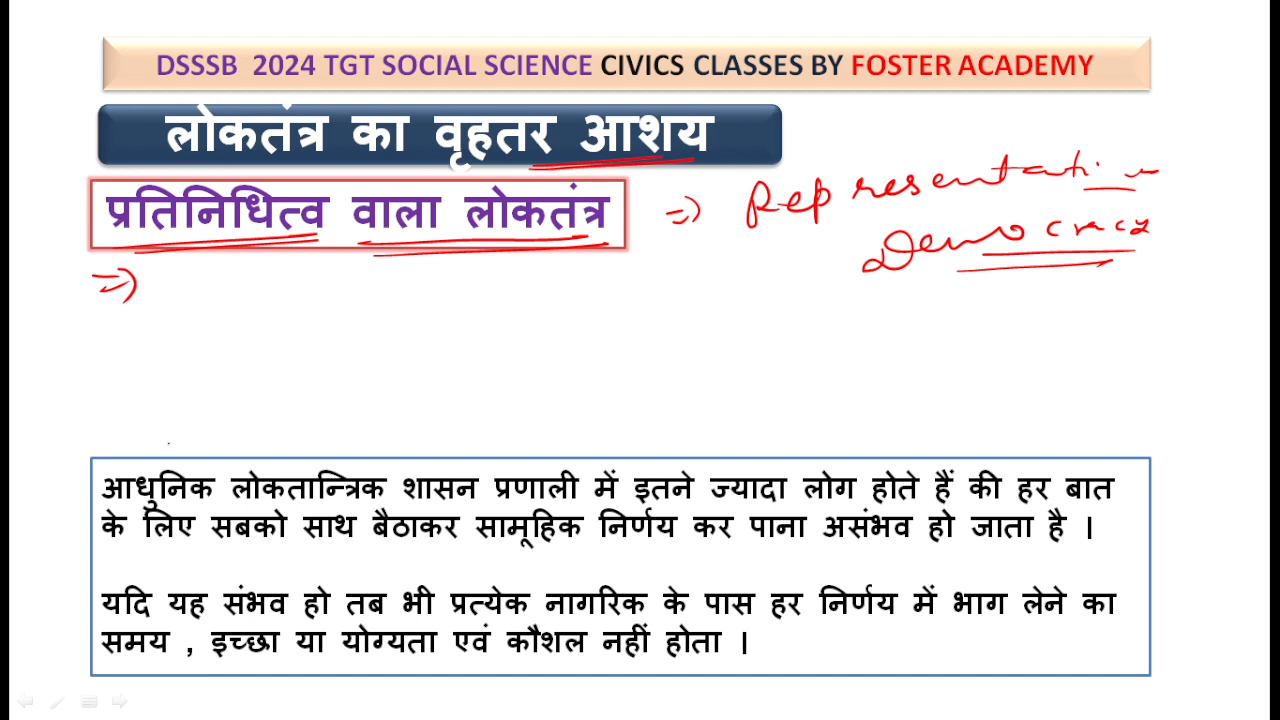 DSSSB 2024 TGT SOCIAL SCIENCE CIVICS CLASSES BY FOSTER ACADEMY
लोकतंत्र का वृहतर आशय
प्रतिनिधित्व वाला लोकतंत्र => Representation
Democracy
=>
आधुनिक लोकतान्त्रिक शासन प्रणाली में इतने ज्यादा लोग होते हैं की हर बात
के लिए सबको साथ बैठाकर सामूहिक निर्णय कर पाना असंभव हो जाता है ।
यदि यह संभव हो तब भी प्रत्येक नागरिक के पास हर निर्णय में भाग लेने का
समय , इच्छा या योग्यता एवं कौशल नहीं होता ।